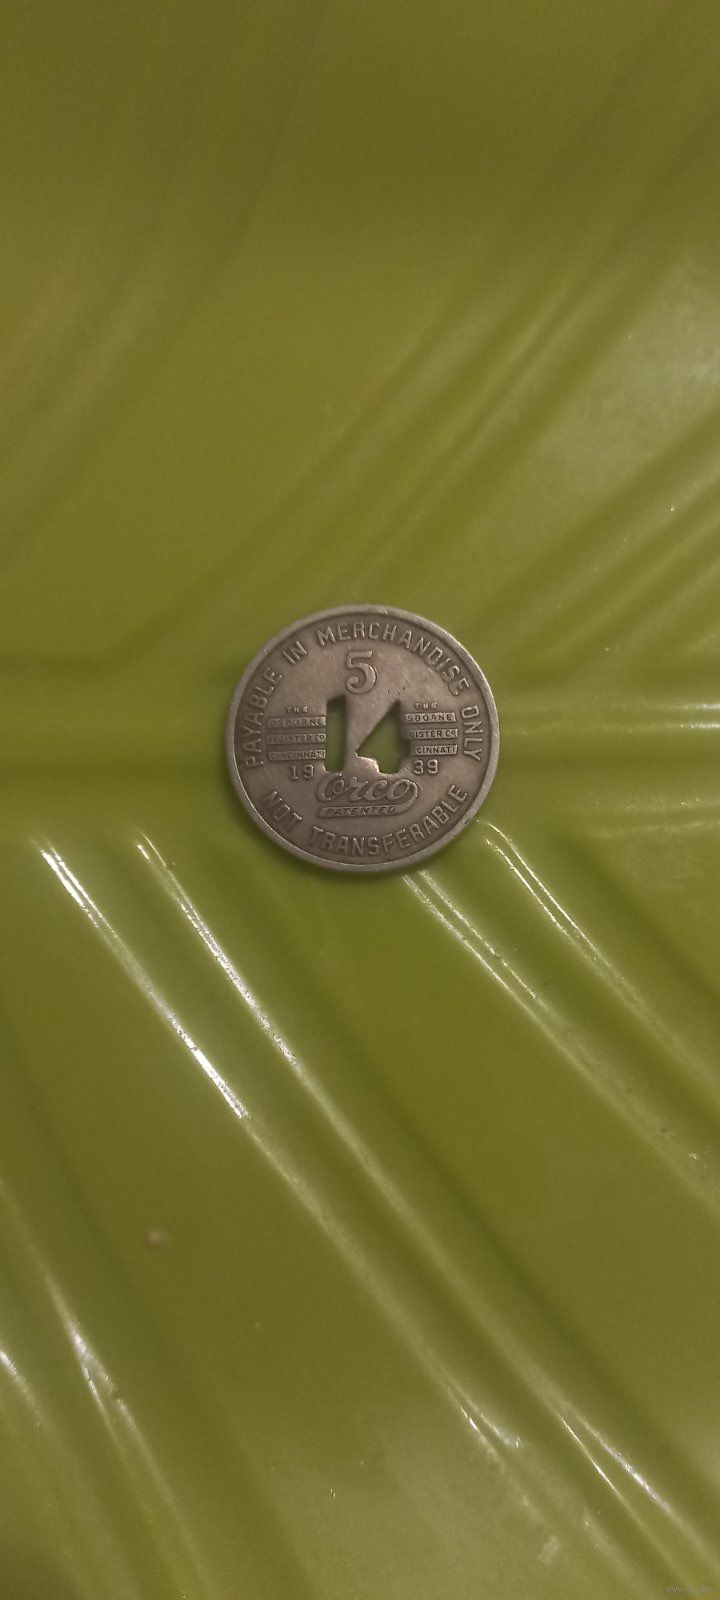 PAYABLE IN MERCHANDISE ONLY
5
THE THE
OSBORNE OSBORNE
REGISTER CO. REGISTER CO.
CINCINNATI CINCINNATI
19 39
Orco
PATENTED
NOT TRANSFERABLE